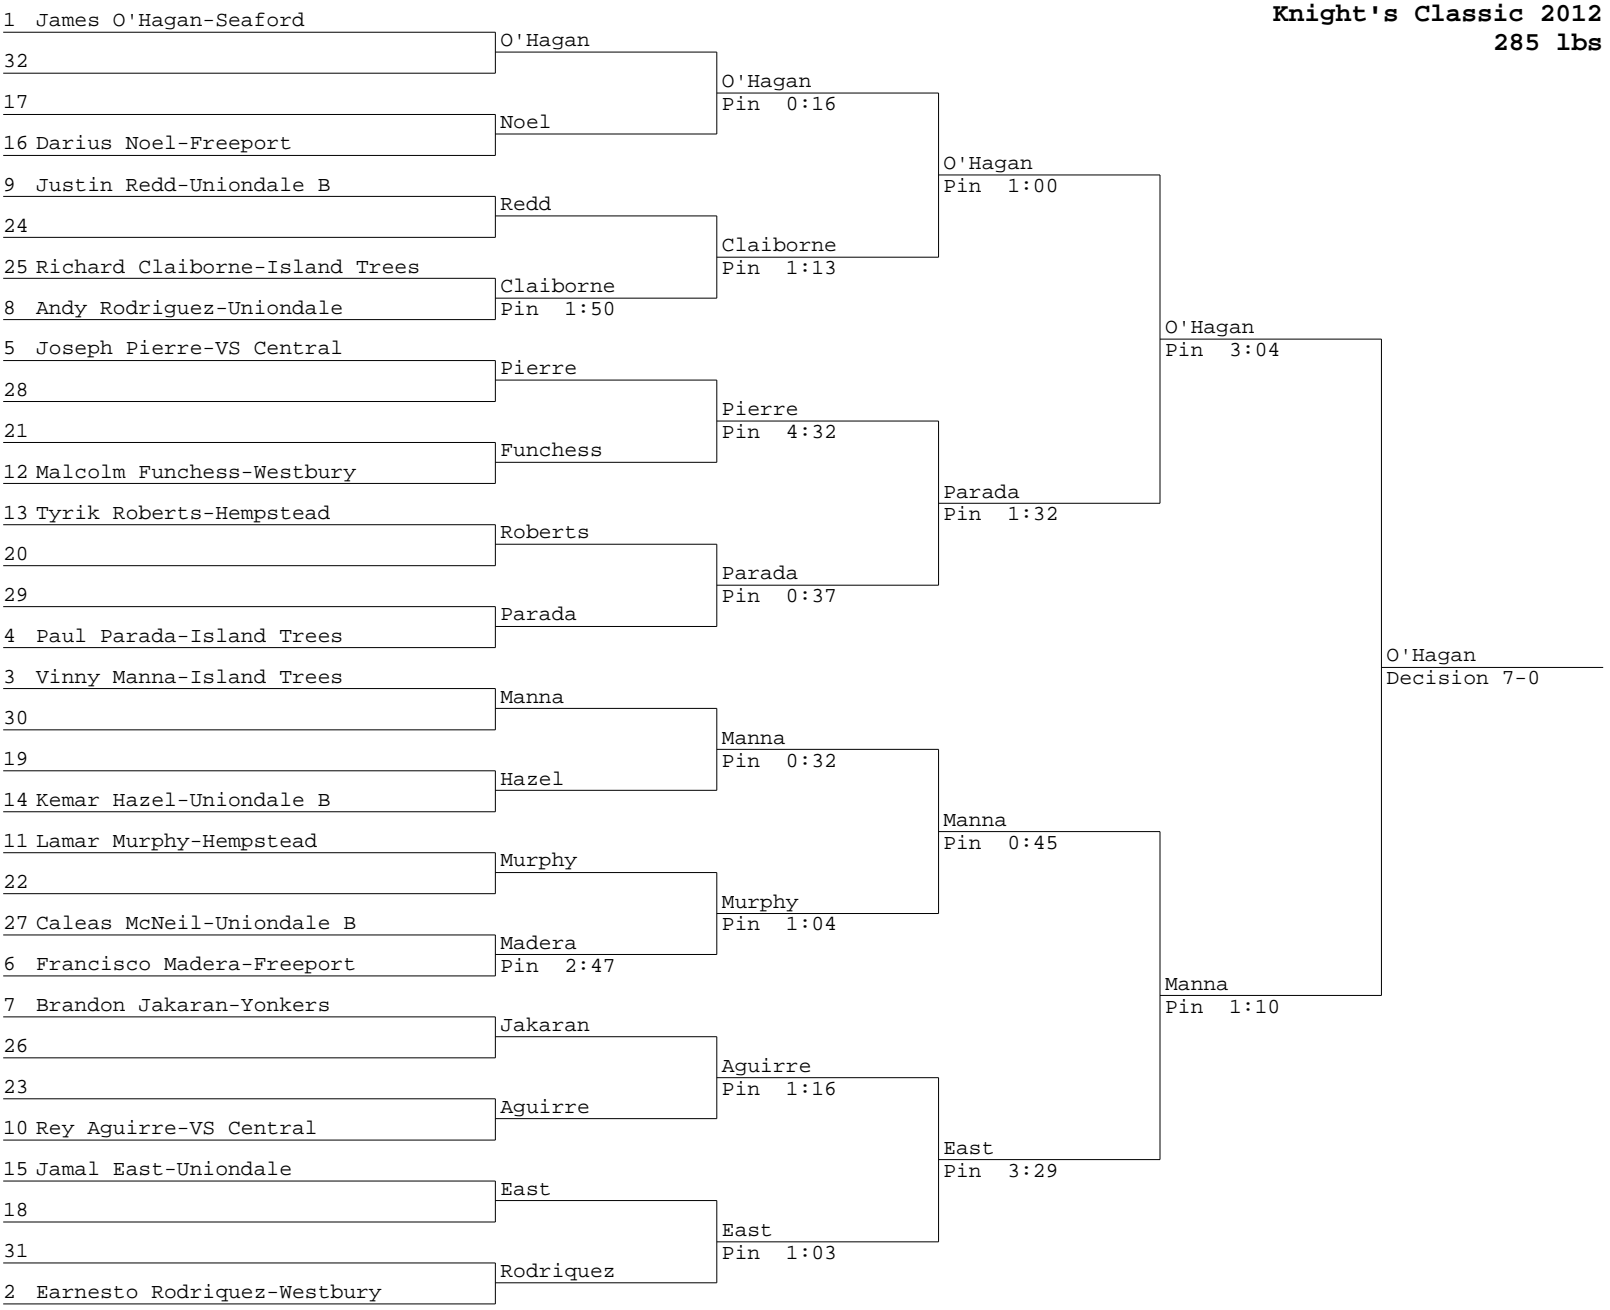 Knight's Classic 2012
285 lbs
1 James O'Hagan-Seaford
32
17
16 Darius Noel-Freeport
9 Justin Redd-Uniondale B
24
25 Richard Claiborne-Island Trees
8 Andy Rodriguez-Uniondale
5 Joseph Pierre-VS Central
28
21
12 Malcolm Funchess-Westbury
13 Tyrik Roberts-Hempstead
20
29
4 Paul Parada-Island Trees
3 Vinny Manna-Island Trees
30
19
14 Kemar Hazel-Uniondale B
11 Lamar Murphy-Hempstead
22
27 Caleas McNeil-Uniondale B
6 Francisco Madera-Freeport
7 Brandon Jakaran-Yonkers
26
23
10 Rey Aguirre-VS Central
15 Jamal East-Uniondale
18
31
2 Earnesto Rodriquez-Westbury
O'Hagan
Noel
Redd
Claiborne
Pin 1:50
Pierre
Funchess
Roberts
Parada
Manna
Hazel
Murphy
Madera
Pin 2:47
Jakaran
Aguirre
East
Rodriquez
O'Hagan
Pin 0:16
Claiborne
Pin 1:13
Pierre
Pin 4:32
Parada
Pin 0:37
Manna
Pin 0:32
Murphy
Pin 1:04
Aguirre
Pin 1:16
East
Pin 1:03
O'Hagan
Pin 1:00
Parada
Pin 1:32
Manna
Pin 0:45
East
Pin 3:29
O'Hagan
Pin 3:04
Manna
Pin 1:10
O'Hagan
Decision 7-0